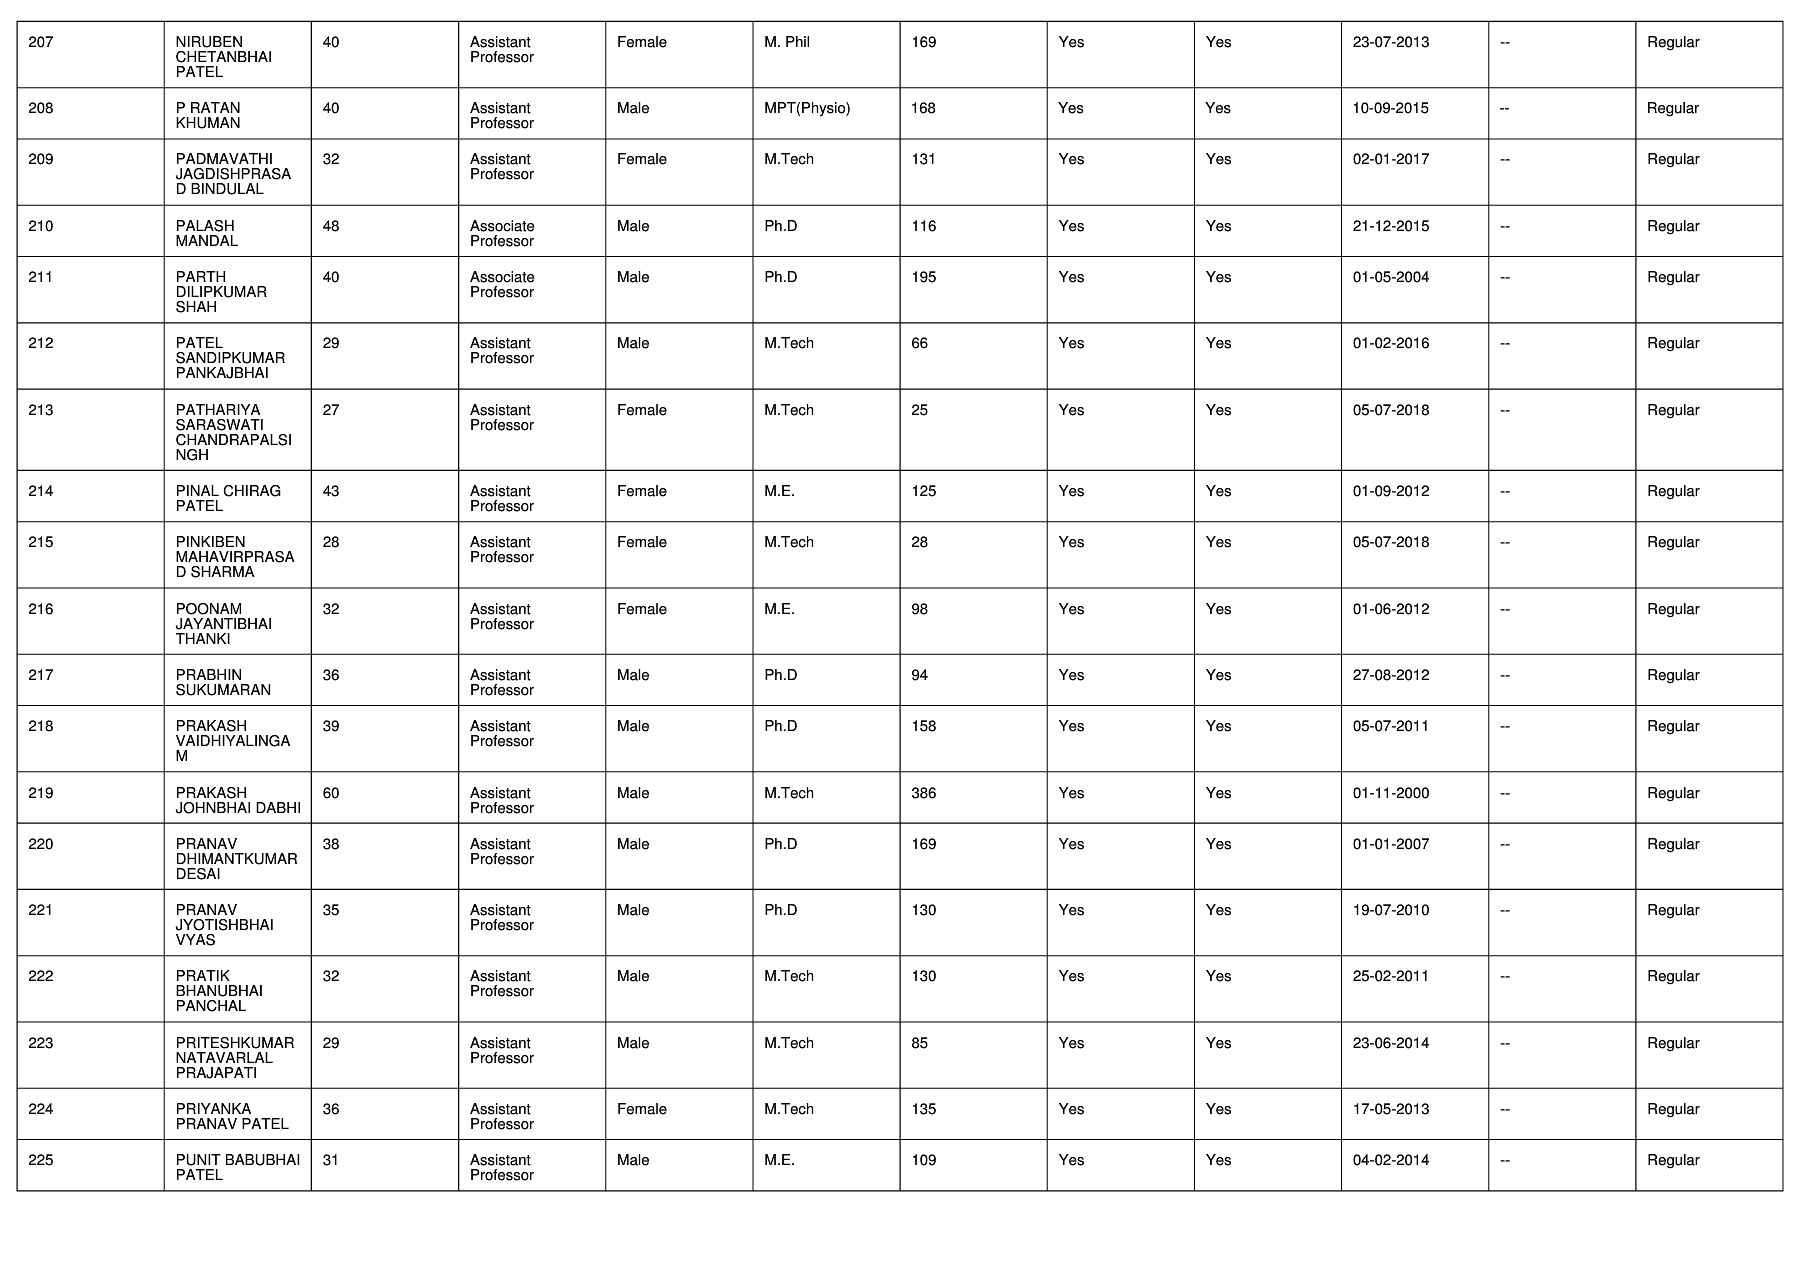 207 NIRUBEN 40 Assistant Female M. Phil 169 Yes Yes 23-07-2013 -- Regular
CHETANBHAI Professor
PATEL
208 P RATAN 40 Assistant Male MPT(Physio) 168 Yes Yes 10-09-2015 -- Regular
KHUMAN Professor
209 PADMAVATHI 32 Assistant Female M.Tech 131 Yes Yes 02-01-2017 -- Regular
JAGDISHPRASA Professor
D BINDULAL
210 PALASH 48 Associate Male Ph.D 116 Yes Yes 21-12-2015 -- Regular
MANDAL Professor
211 PARTH 40 Associate Male Ph.D 195 Yes Yes 01-05-2004 -- Regular
DILIPKUMAR Professor
SHAH
212 PATEL 29 Assistant Male M.Tech 66 Yes Yes 01-02-2016 -- Regular
SANDIPKUMAR Professor
PANKAJBHAI
213 PATHARIYA 27 Assistant Female M.Tech 25 Yes Yes 05-07-2018 -- Regular
SARASWATI Professor
CHANDRAPALSI
NGH
214 PINAL CHIRAG 43 Assistant Female M.E. 125 Yes Yes 01-09-2012 -- Regular
PATEL Professor
215 PINKIBEN 28 Assistant Female M.Tech 28 Yes Yes 05-07-2018 -- Regular
MAHAVIRPRASA Professor
D SHARMA
216 POONAM 32 Assistant Female M.E. 98 Yes Yes 01-06-2012 -- Regular
JAYANTIBHAI Professor
THANKI
217 PRABHIN 36 Assistant Male Ph.D 94 Yes Yes 27-08-2012 -- Regular
SUKUMARAN Professor
218 PRAKASH 39 Assistant Male Ph.D 158 Yes Yes 05-07-2011 -- Regular
VAIDHIYALINGA Professor
M
219 PRAKASH 60 Assistant Male M.Tech 386 Yes Yes 01-11-2000 -- Regular
JOHNBHAI DABHI Professor
220 PRANAV 38 Assistant Male Ph.D 169 Yes Yes 01-01-2007 -- Regular
DHIMANTKUMAR Professor
DESAI
221 PRANAV 35 Assistant Male Ph.D 130 Yes Yes 19-07-2010 -- Regular
JYOTISHBHAI Professor
VYAS
222 PRATIK 32 Assistant Male M.Tech 130 Yes Yes 25-02-2011 -- Regular
BHANUBHAI Professor
PANCHAL
223 PRITESHKUMAR 29 Assistant Male M.Tech 85 Yes Yes 23-06-2014 -- Regular
NATAVARLAL Professor
PRAJAPATI
224 PRIYANKA 36 Assistant Female M.Tech 135 Yes Yes 17-05-2013 -- Regular
PRANAV PATEL Professor
225 PUNIT BABUBHAI 31 Assistant Male M.E. 109 Yes Yes 04-02-2014 -- Regular
PATEL Professor